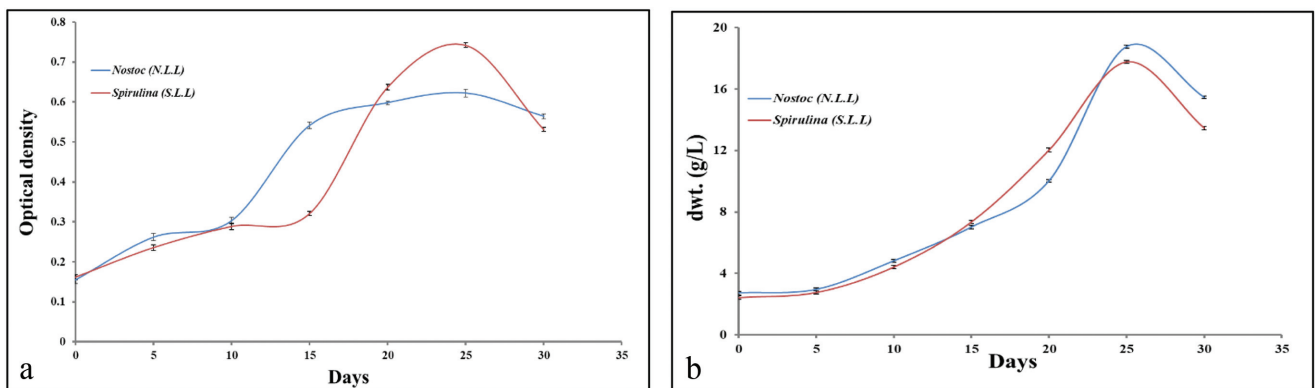 0.8
0.7
0.6
0.5
0.4
0.3
0.2
0.1
0
Optical density
Nostoc (N.L.L)
Spirulina (S.L.L)
0 5 10 15 20 25 30 35
Days
a
20
16
12
8
4
0
dwt. (g/L)
Nostoc (N.L.L)
Spirulina (S.L.L)
0 5 10 15 20 25 30 35
Days
b